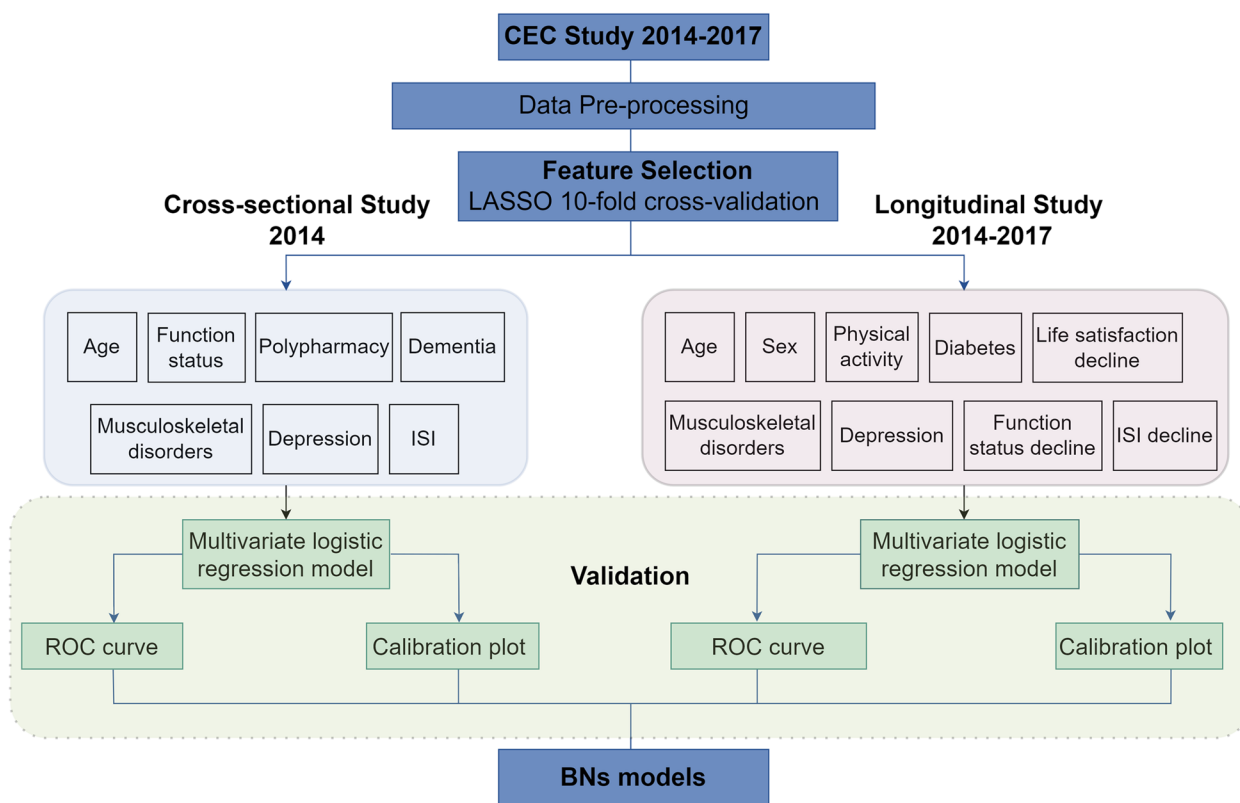 CEC Study 2014-2017
Data Pre-processing
Feature Selection
LASSO 10-fold cross-validation
Cross-sectional Study
2014
Longitudinal Study
2014-2017
Age
Function
status
Polypharmacy
Dementia
Musculoskeletal
disorders
Depression
ISI
Age
Sex
Physical
activity
Diabetes
Life satisfaction
decline
Musculoskeletal
disorders
Depression
Function
status decline
ISI decline
Multivariate logistic
regression model
Validation
Multivariate logistic
regression model
ROC curve
Calibration plot
ROC curve
Calibration plot
BNs models